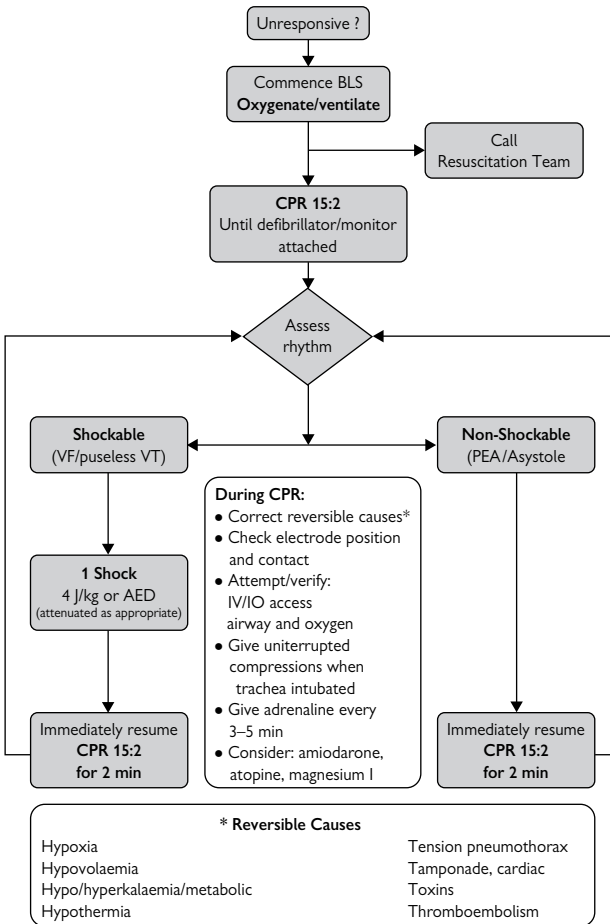 Unresponsive ?
Commence BLS
Oxygenate/ventilate
Call
Resuscitation Team
CPR 15:2
Until defibrillator/monitor
attached
Assess
rhythm
Shockable
(VF/puseless VT)
Non-Shockable
(PEA/Asystole
1 Shock
4 J/kg or AED
(attenuated as appropriate)
During CPR:
• Correct reversible causes*
• Check electrode position
and contact
• Attempt/verify:
IV/IO access
airway and oxygen
• Give uniterrupted
compressions when
trachea intubated
• Give adrenaline every
3–5 min
• Consider: amiodarone,
atopine, magnesium I
Immediately resume
CPR 15:2
for 2 min
Immediately resume
CPR 15:2
for 2 min
* Reversible Causes
Hypoxia
Hypovolaemia
Hypo/hyperkalaemia/metabolic
Hypothermia
Tension pneumothorax
Tamponade, cardiac
Toxins
Thromboembolism